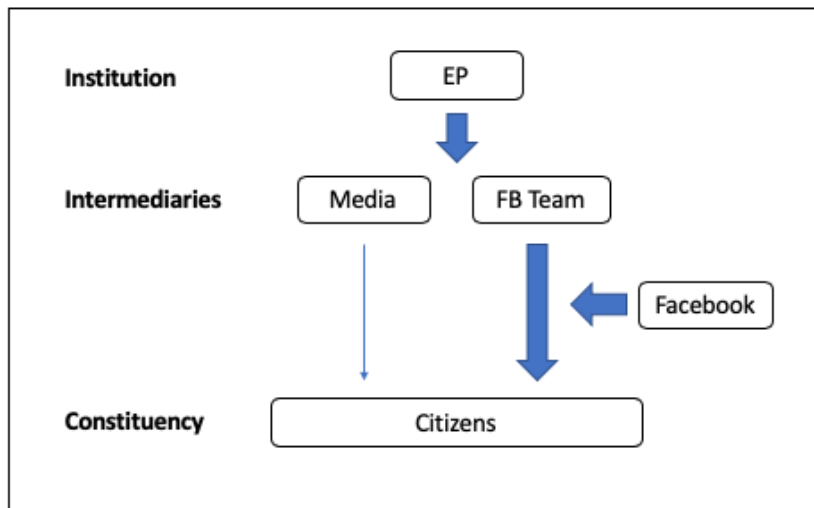 Institution
EP
Intermediaries
Media
FB Team
Facebook
Constituency
Citizens